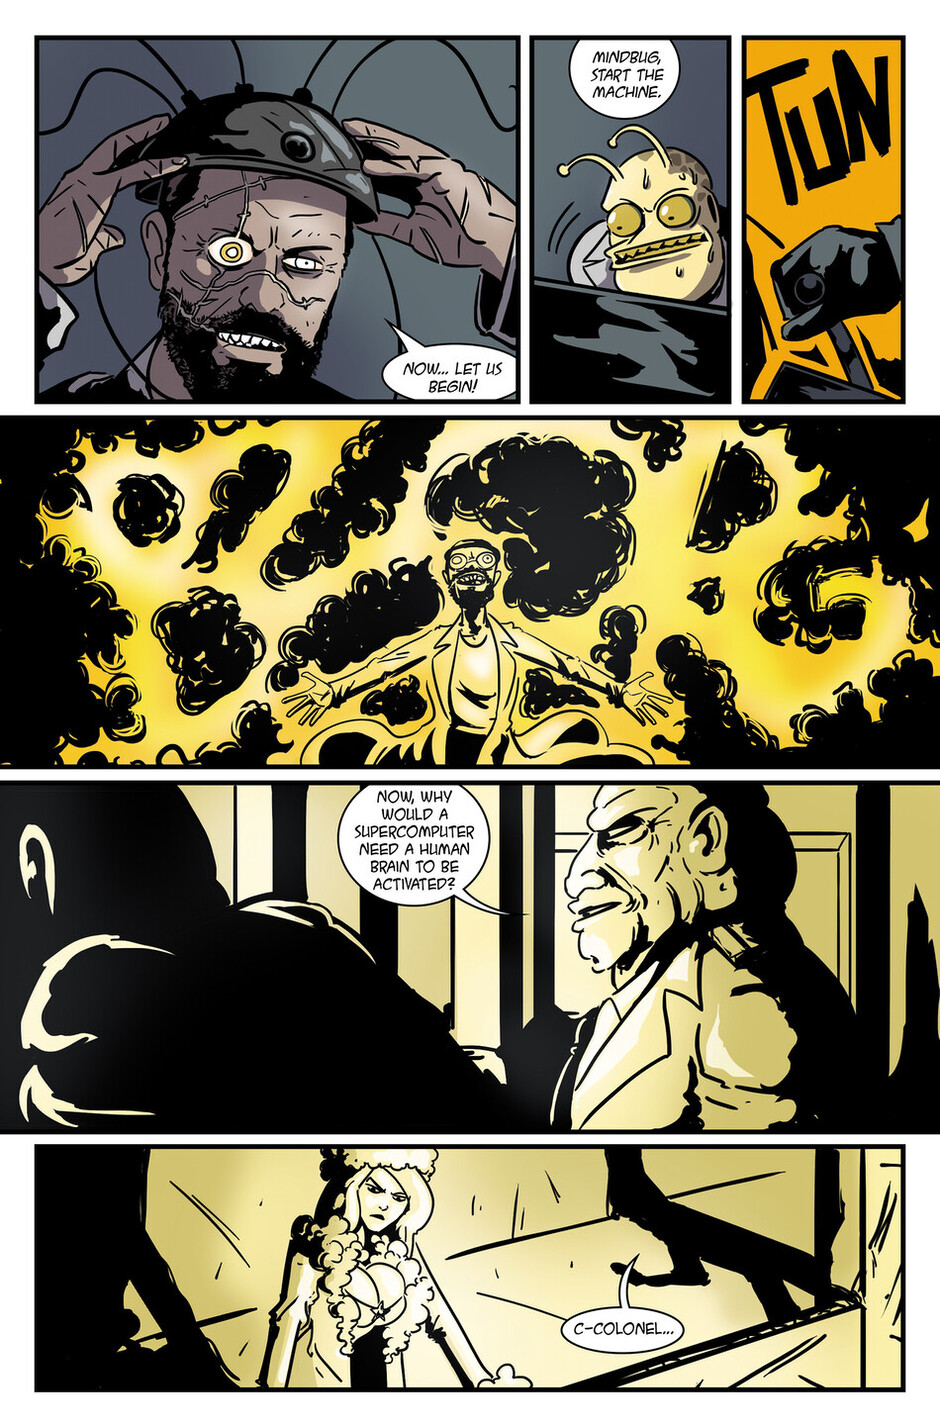 NOW... LET US
BEGIN!
MINDBUG,
START THE
MACHINE.
TUN
NOW, WHY
WOULD A
SUPERCOMPUTER
NEED A HUMAN
BRAIN TO BE
ACTIVATED?
C-COLONEL...